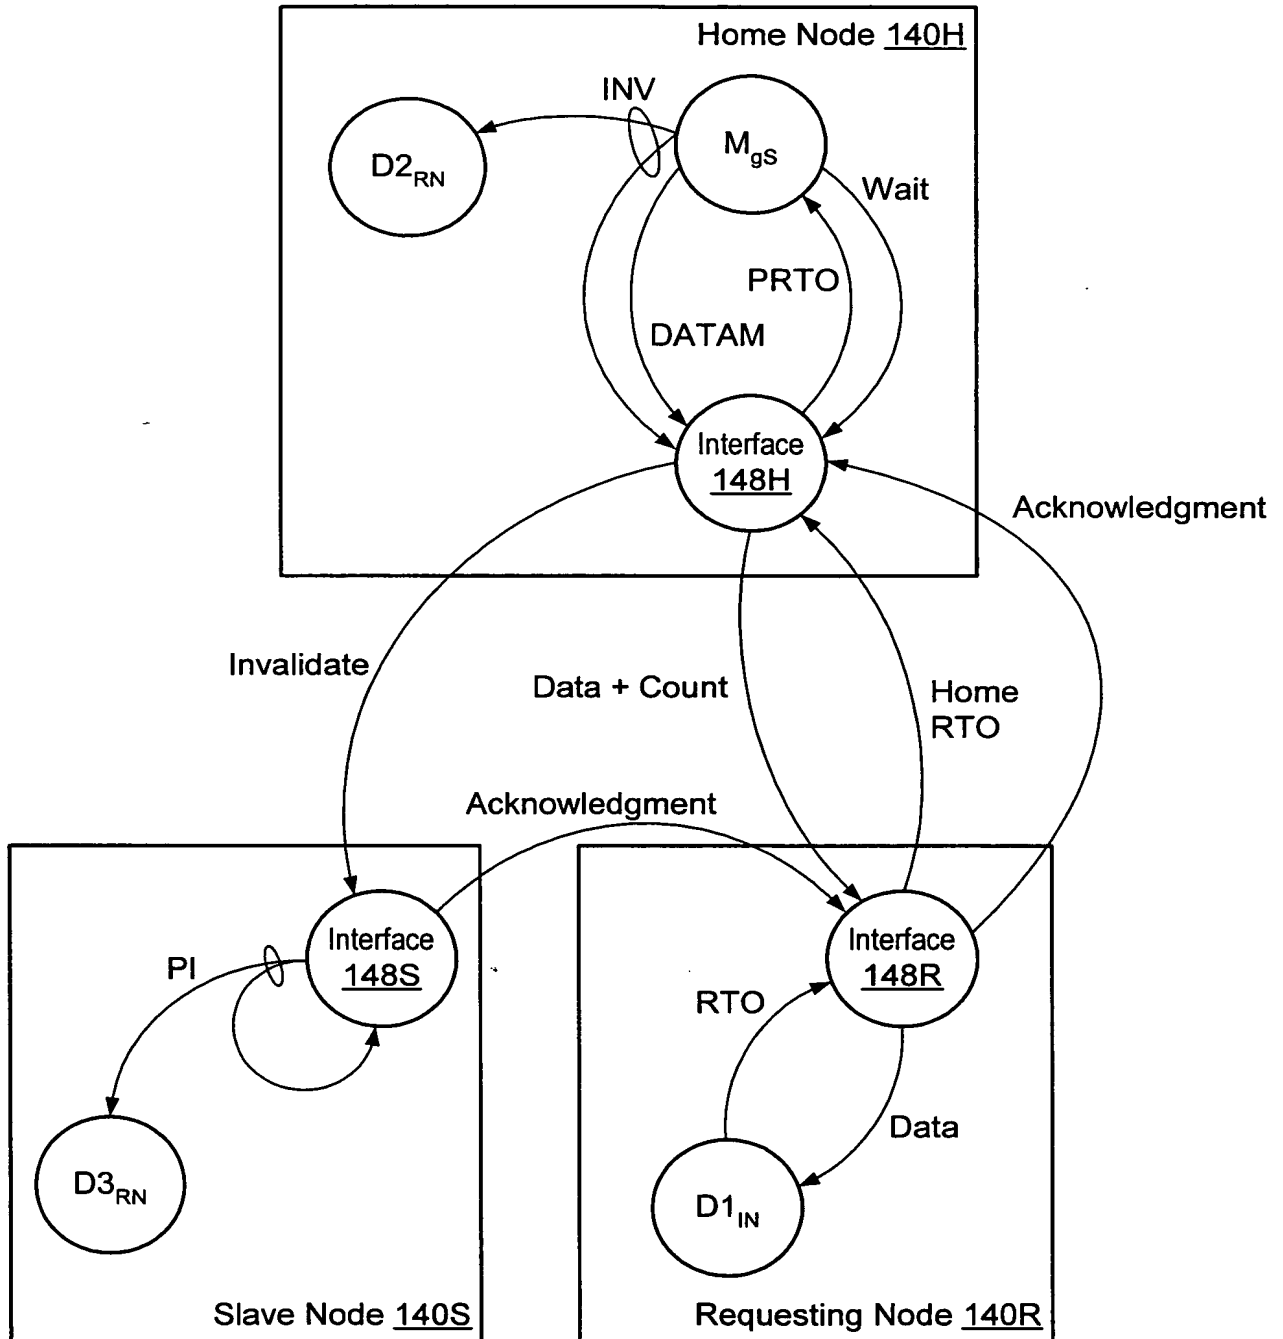 Home Node 140H
INV
MgS
D2RN
Wait
PRTO
DATAM
Interface
148H
Acknowledgment
Invalidate
Data + Count
Home
RTO
Acknowledgment
Interface
148S
Interface
148R
PI
RTO
Data
D3RN
D1IN
Slave Node 140S
Requesting Node 140R